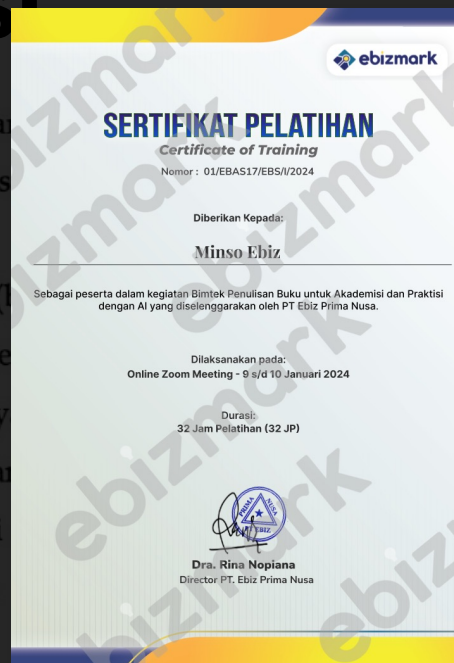 ebizmark
SERTIFIKAT PELATIHAN
Certificate of Training
Nomor : 01/EBAS17/EBS/I/2024
Diberikan Kepada:
Minso Ebiz
Sebagai peserta dalam kegiatan Bimtek Penulisan Buku untuk Akademisi dan Praktisi
dengan AI yang diselenggarakan oleh PT Ebiz Prima Nusa.
Dilaksanakan pada:
Online Zoom Meeting - 9 s/d 10 Januari 2024
Durasi:
32 Jam Pelatihan (32 JP)
PRIMA NUSA
EBIZ
Dra. Rina Nopiana
Director PT. Ebiz Prima Nusa
ebizmark
ebizmark
ebizmark